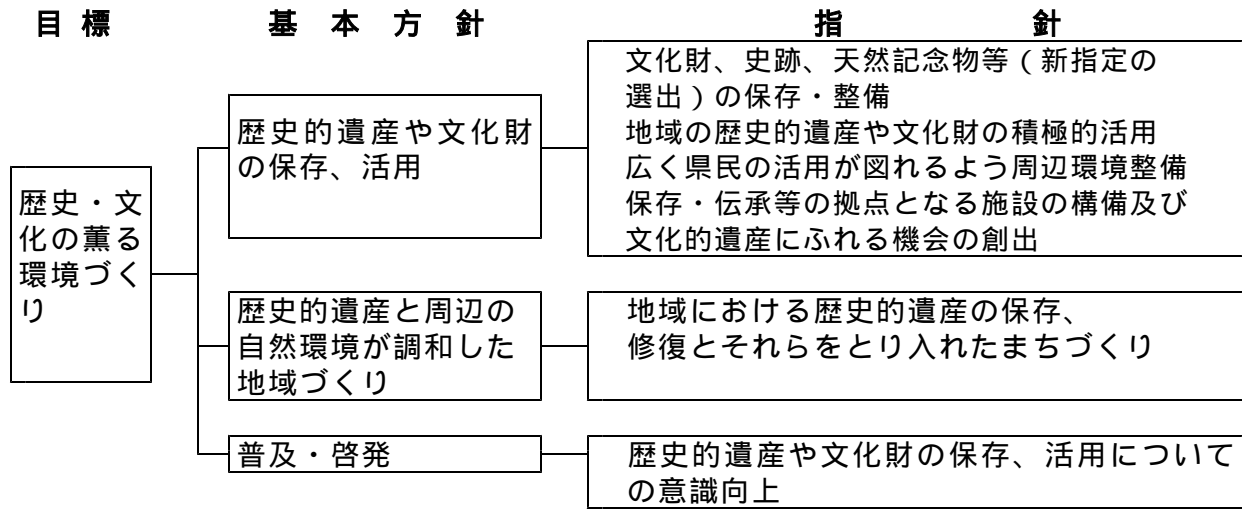 目標 基本方針 指針
歴史・文
化の薫る
環境づく
り
歴史的遺産や文化財
の保存、活用
文化財、史跡、天然記念物等(新指定の
選出)の保存・整備
地域の歴史的遺産や文化財の積極的活用
広く県民の活用が図れるよう周辺環境整備
保存・伝承等の拠点となる施設の構備及び
文化的遺産にふれる機会の創出
歴史的遺産と周辺の
自然環境が調和した
地域づくり
地域における歴史的遺産の保存、
修復とそれらをとり入れたまちづくり
普及・啓発
歴史的遺産や文化財の保存、活用について
の意識向上